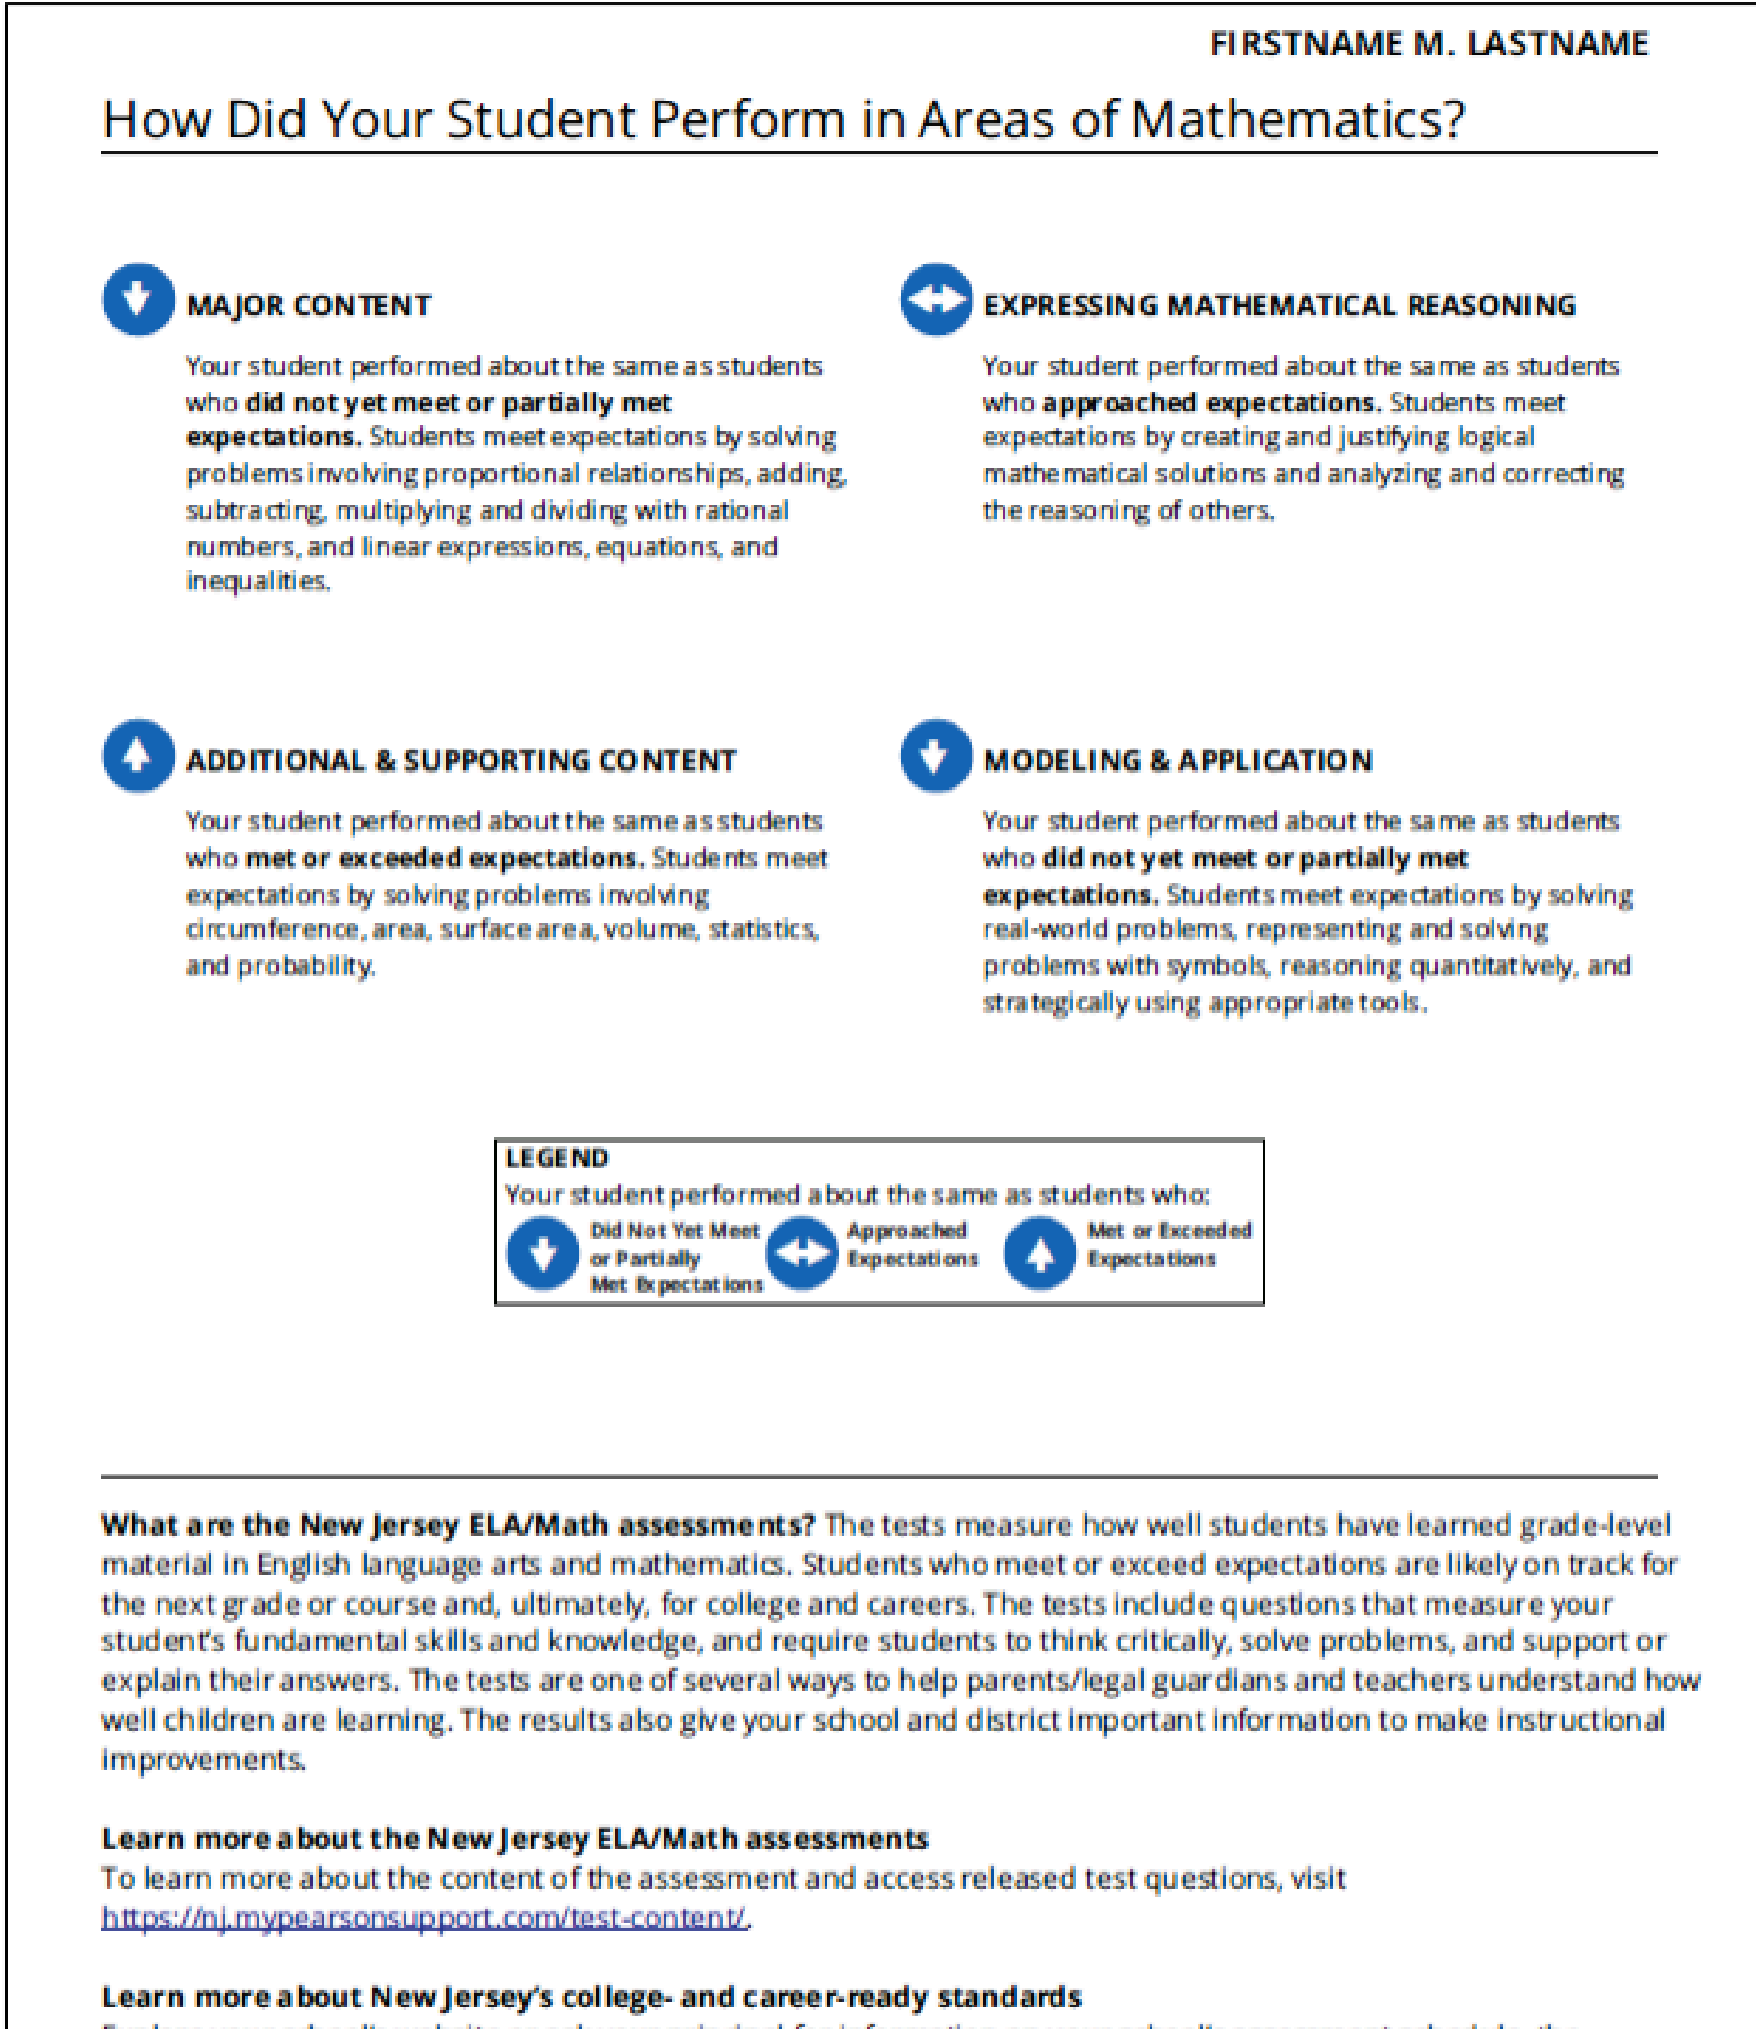 FIRSTNAME M. LASTNAME
How Did Your Student Perform in Areas of Mathematics?
MAJOR CONTENT
Your student performed about the same as students
who did not yet meet or partially met
expectations. Students meet expectations by solving
problems involving proportional relationships, adding,
subtracting, multiplying and dividing with rational
numbers, and linear expressions, equations, and
inequalities.
EXPRESSING MATHEMATICAL REASONING
Your student performed about the same as students
who approached expectations. Students meet
expectations by creating and justifying logical
mathematical solutions and analyzing and correcting
the reasoning of others.
ADDITIONAL & SUPPORTING CONTENT
Your student performed about the same as students
who met or exceeded expectations. Students meet
expectations by solving problems involving
circumference, area, surface area, volume, statistics,
and probability.
MODELING & APPLICATION
Your student performed about the same as students
who did not yet meet or partially met
expectations. Students meet expectations by solving
real-world problems, representing and solving
problems with symbols, reasoning quantitatively, and
strategically using appropriate tools.
LEGEND
Your student performed about the same as students who:
Did Not Yet Meet
or Partially
Met Expectations
Approached
Expectations
Met or Exceeded
Expectations
What are the New Jersey ELA/Math assessments? The tests measure how well students have learned grade-level
material in English language arts and mathematics. Students who meet or exceed expectations are likely on track for
the next grade or course and, ultimately, for college and careers. The tests include questions that measure your
student's fundamental skills and knowledge, and require students to think critically, solve problems, and support or
explain their answers. The tests are one of several ways to help parents/legal guardians and teachers understand how
well children are learning. The results also give your school and district important information to make instructional
improvements.
Learn more about the New Jersey ELA/Math assessments
To learn more about the content of the assessment and access released test questions, visit
https://nj.mypearsonsupport.com/test-content/.
Learn more about New Jersey's college- and career-ready standards